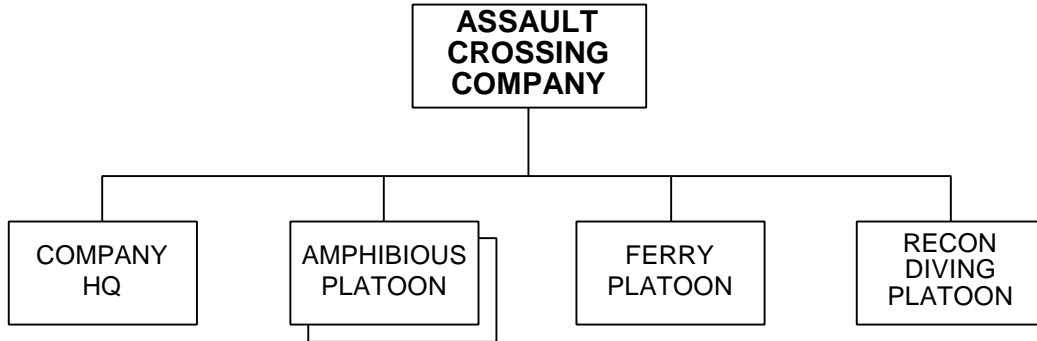 ASSAULT
CROSSING
COMPANY
COMPANY
HQ
AMPHIBIOUS
PLATOON
FERRY
PLATOON
RECON
DIVING
PLATOON